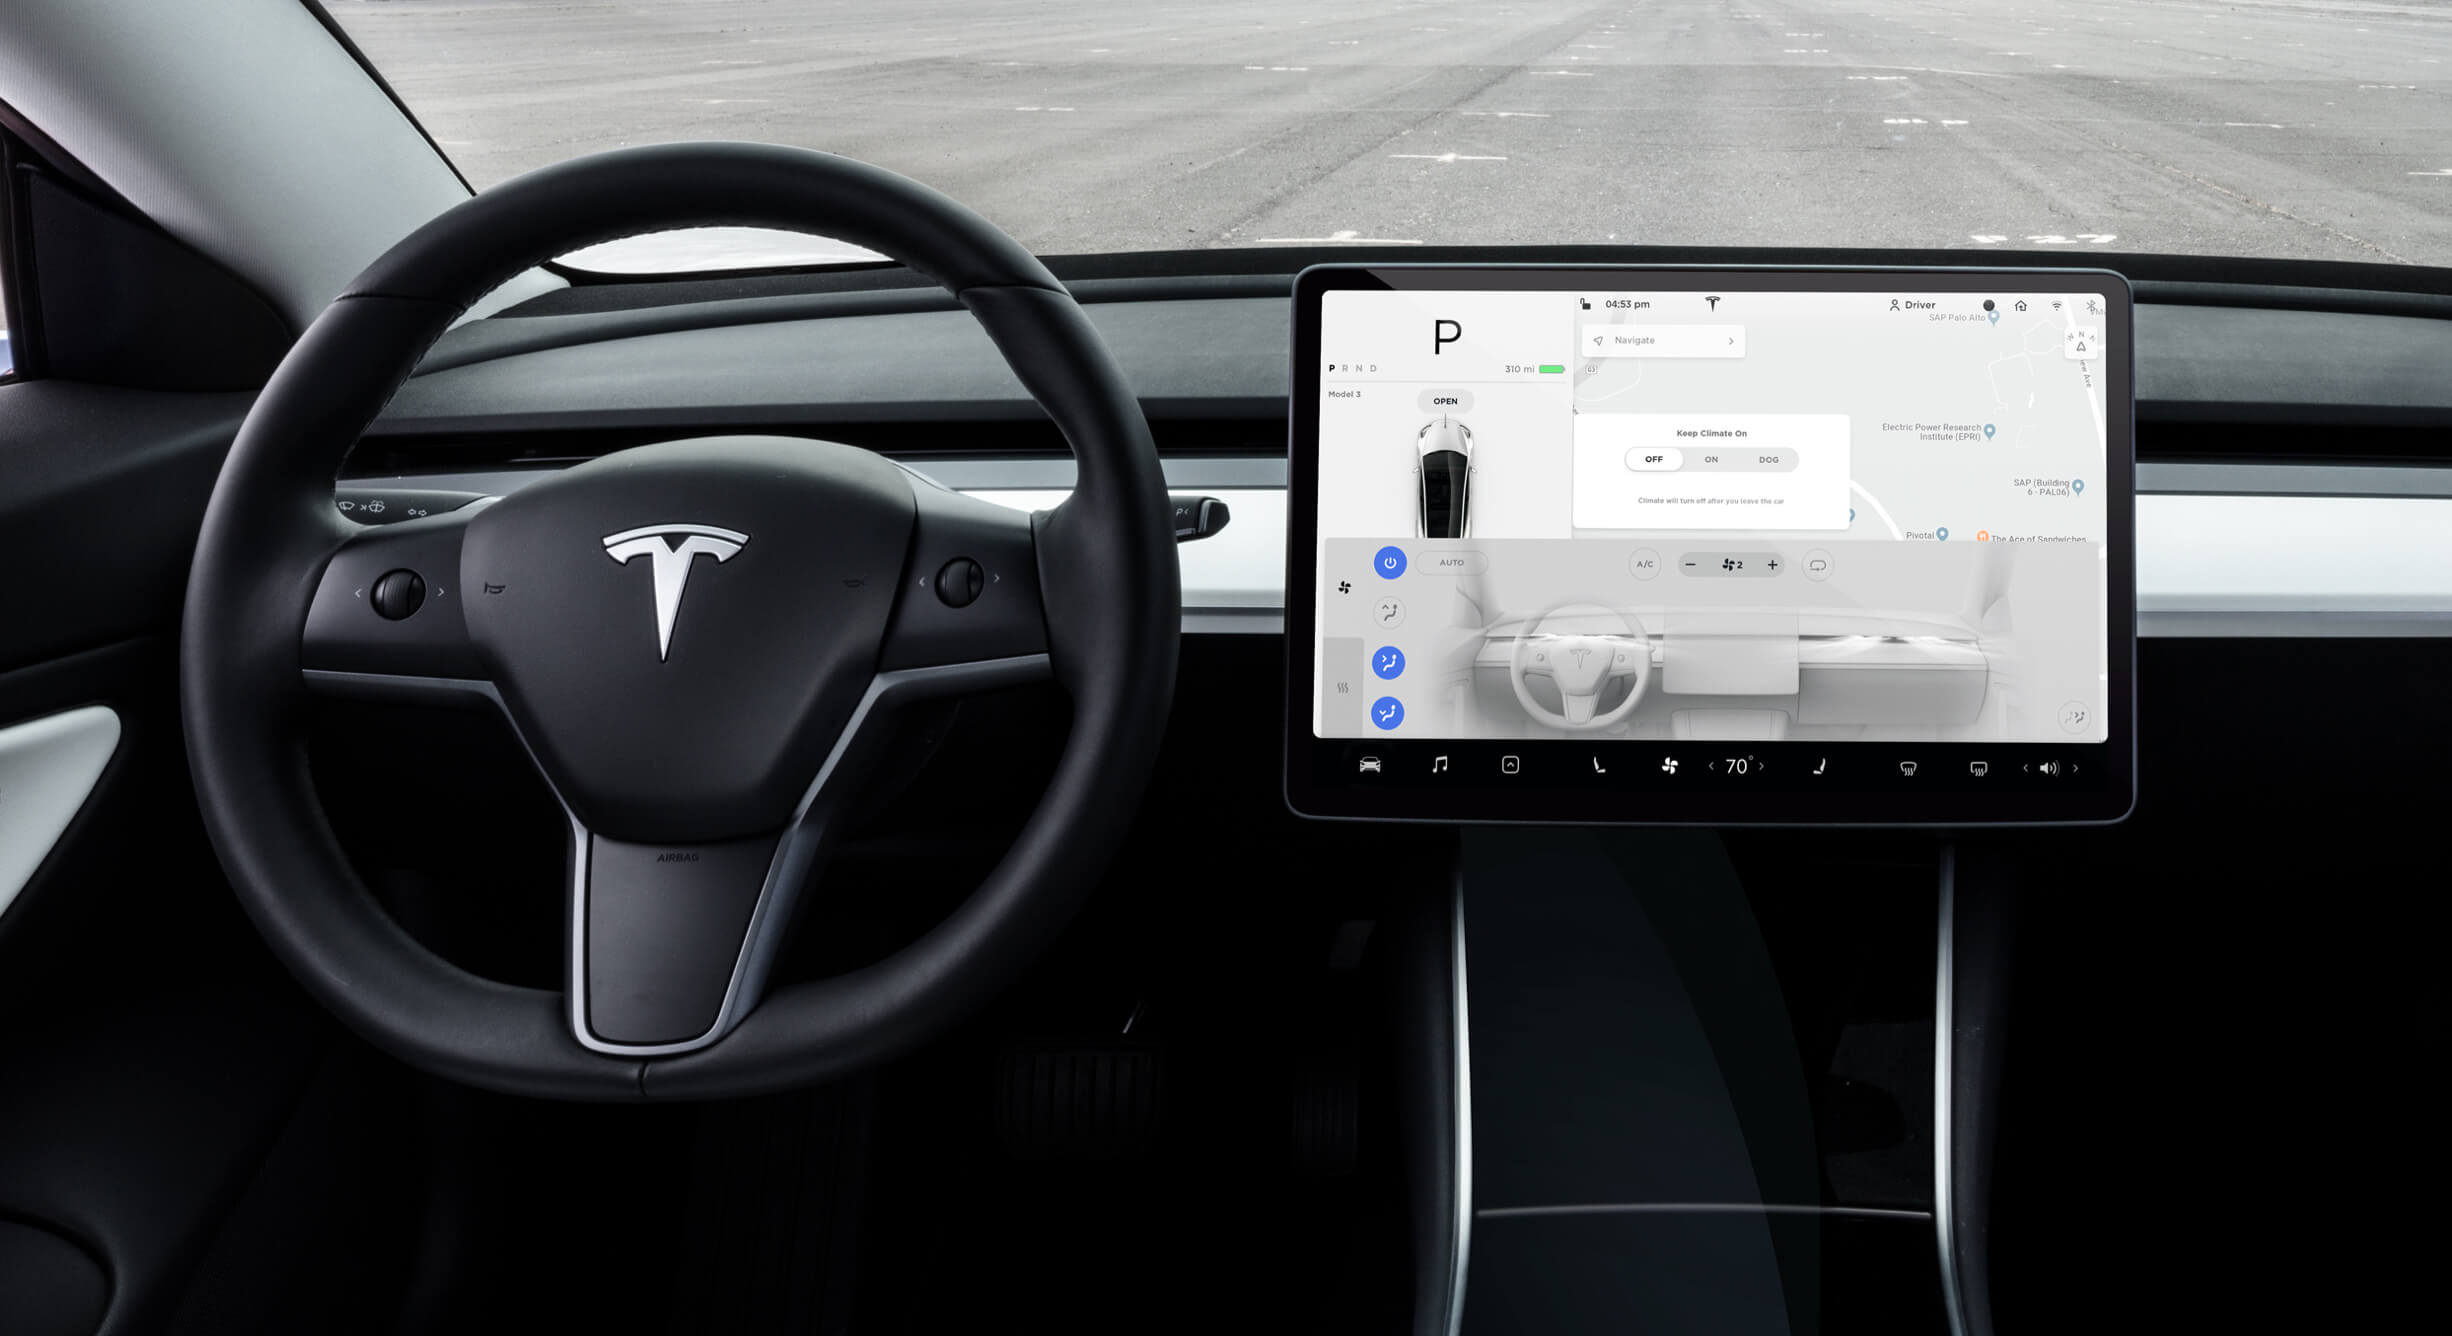 04:53 pm
Driver
SAP Palo Alto
P
Navigate
N
P R N D
310 mi
G3
Model 3
OPEN
Keep Climate On
OFF
ON
DOG
Climate will turn off after you leave the car
Electric Power Research
Institute (EPRI)
SAP (Building
6 - PAL06)
Pivotal
The Ace of Sandwiches
AUTO
A/C
2
70°
P
AIRBAG